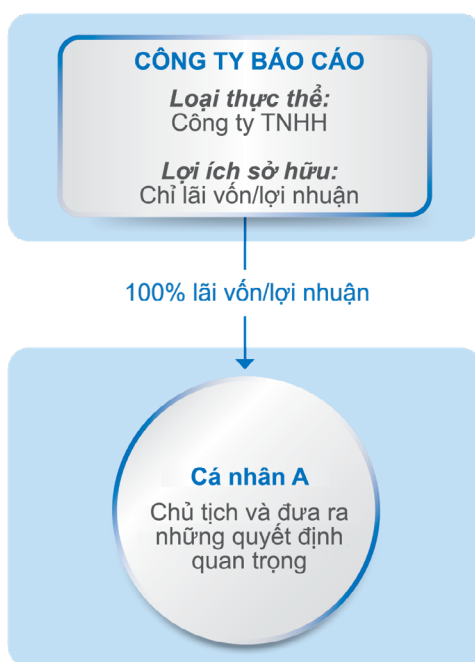 CÔNG TY BÁO CÁO
Loại thực thể:
Công ty TNHH
Lợi ích sở hữu:
Chỉ lãi vốn/lợi nhuận
100% lãi vốn/lợi nhuận
Cá nhân A
Chủ tịch và đưa ra
những quyết định
quan trọng